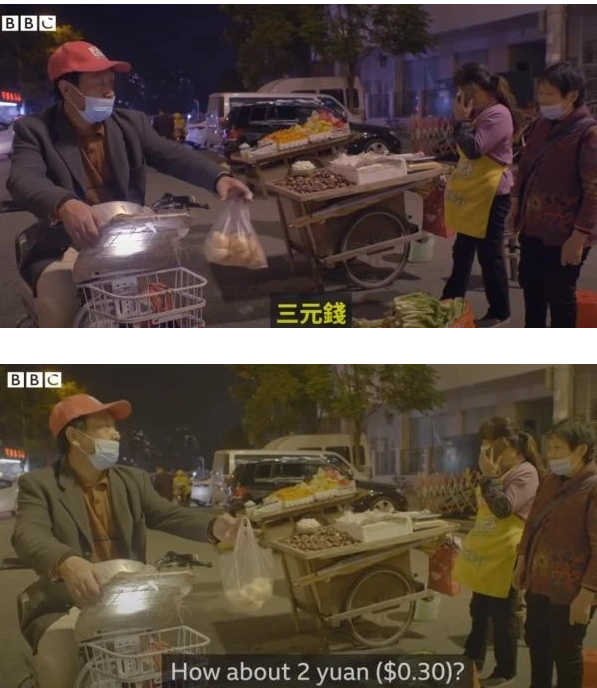 BBC
三元錢
BBC
How about 2 yuan ($0.30)?